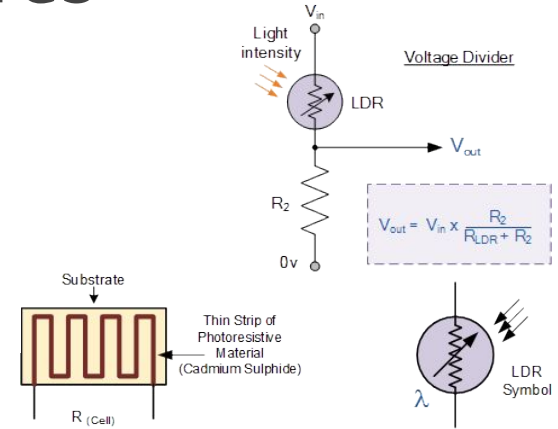 Vin
Light
intensity
Voltage Divider
LDR
Vout
R2
Vout = Vin x R2 / RLDR + R2
0v
Substrate
Thin Strip of
Photoresistive
Material
(Cadmium Sulphide)
R (Cell)
λ
LDR
Symbol